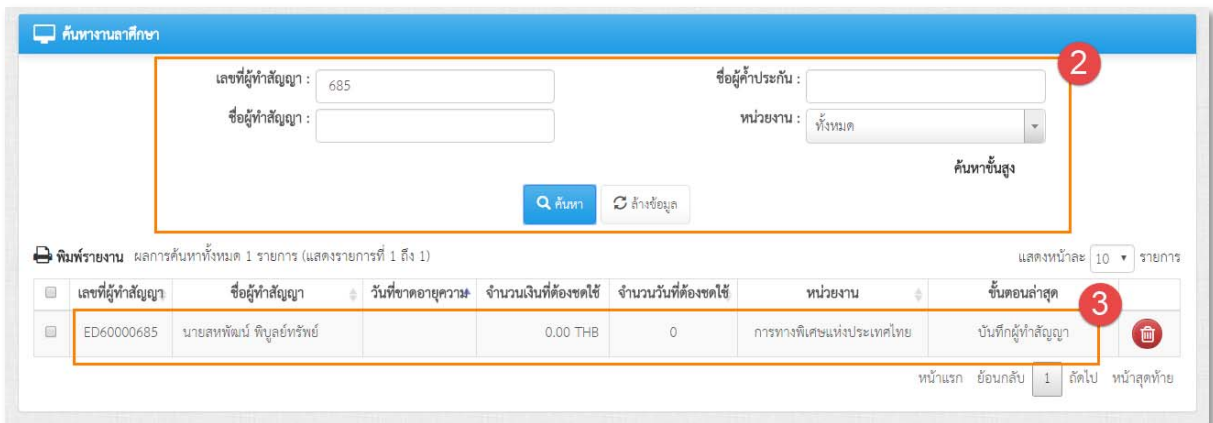 ค้นหางานลาศึกษา
2
เลขที่ผู้ทำสัญญา : 685 ชื่อผู้ค้ำประกัน :
ชื่อผู้ทำสัญญา : หน่วยงาน : ทั้งหมด
ค้นหาขั้นสูง
ค้นหา ล้างข้อมูล
พิมพ์รายงาน ผลการค้นหาทั้งหมด 1 รายการ (แสดงรายการที่ 1 ถึง 1) แสดงหน้าละ 10 รายการ
เลขที่ผู้ทำสัญญา ชื่อผู้ทำสัญญา วันที่ขาดอายุความ จำนวนเงินที่ต้องชดใช้ จำนวนวันที่ต้องชดใช้ หน่วยงาน ขั้นตอนล่าสุด
3
ED60000685 นายสหพัฒน์ พิบูลย์ทรัพย์ 0.00 THB 0 การทางพิเศษแห่งประเทศไทย บันทึกผู้ทำสัญญา
หน้าแรก ย้อนกลับ 1 ถัดไป หน้าสุดท้าย